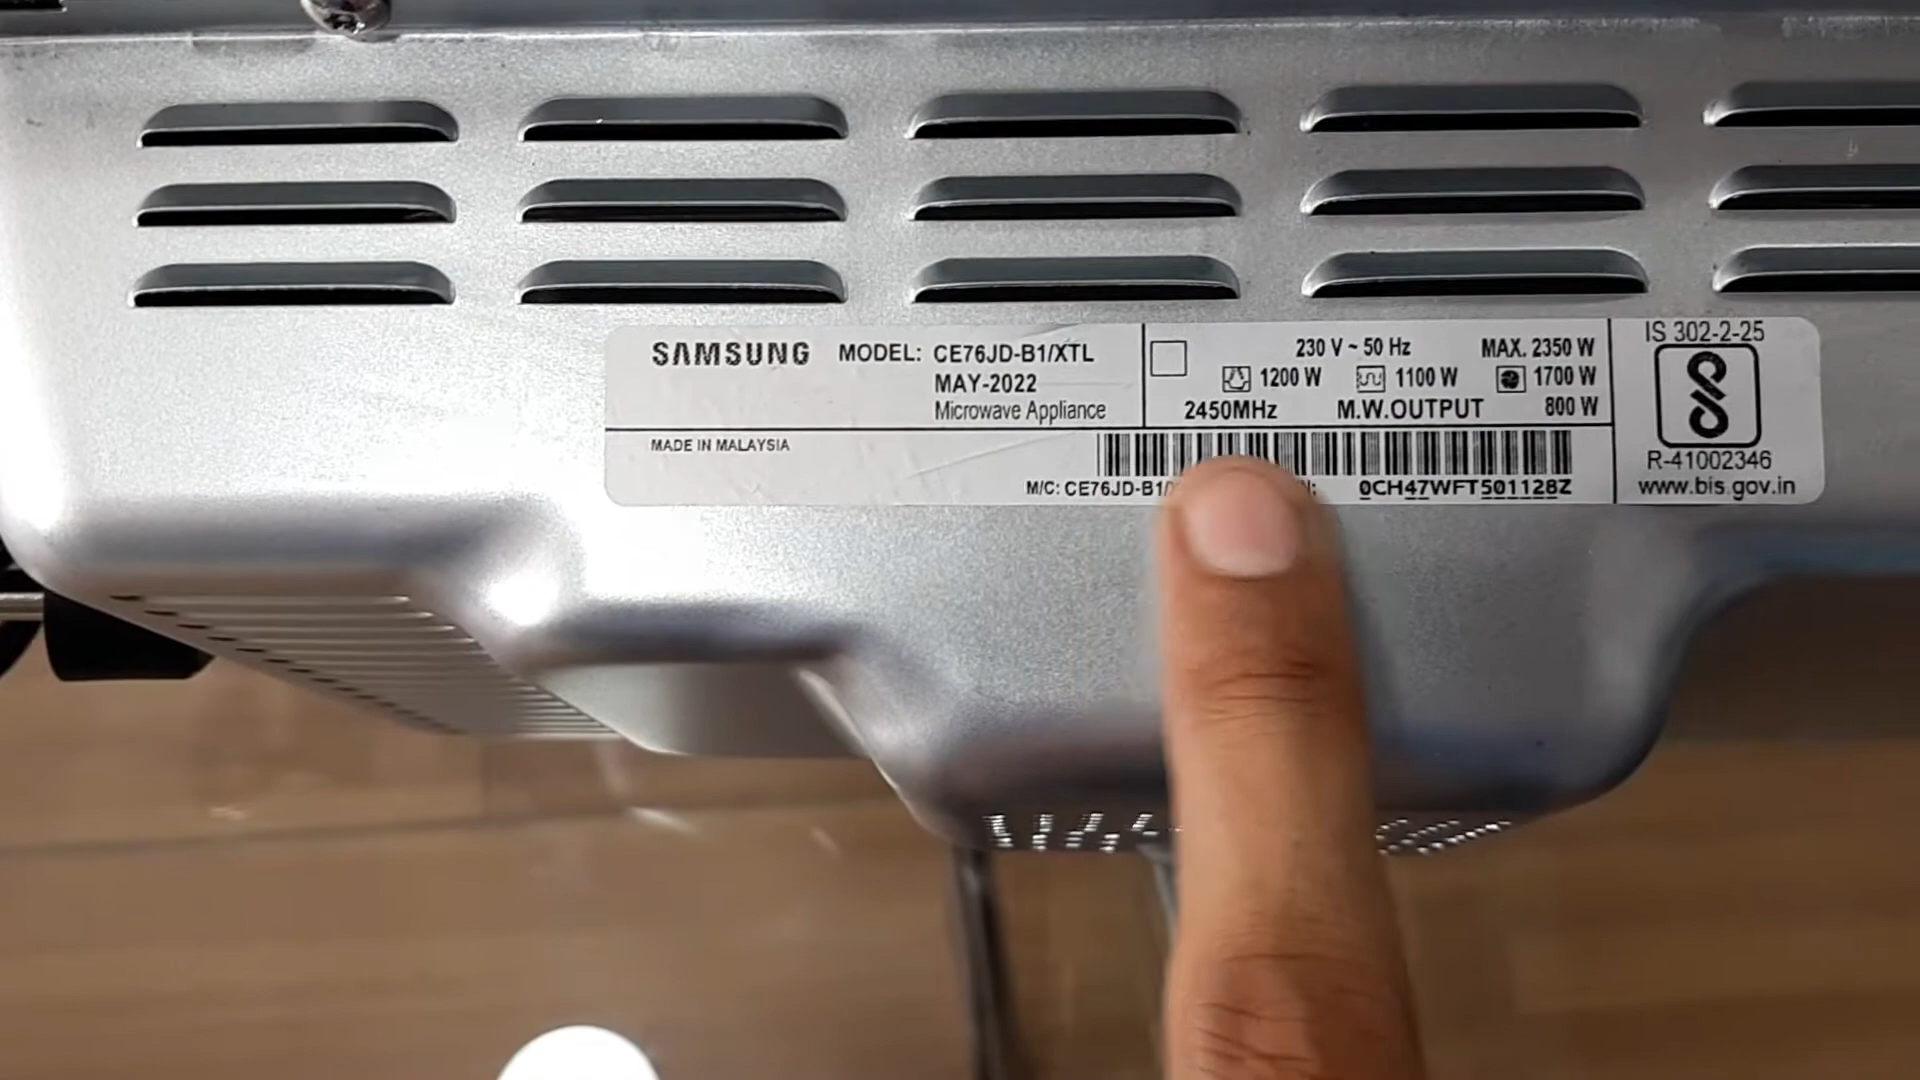 SAMSUNG MODEL: CE76JD-B1/XTL
MAY-2022
Microwave Appliance
230 V ~ 50 Hz MAX. 2350 W
1200 W 1100 W 1700 W
2450MHz M.W.OUTPUT 800 W
IS 302-2-25
R-41002346
www.bis.gov.in
MADE IN MALAYSIA
M/C: CE76JD-B1/ 0CH47WFT501128Z